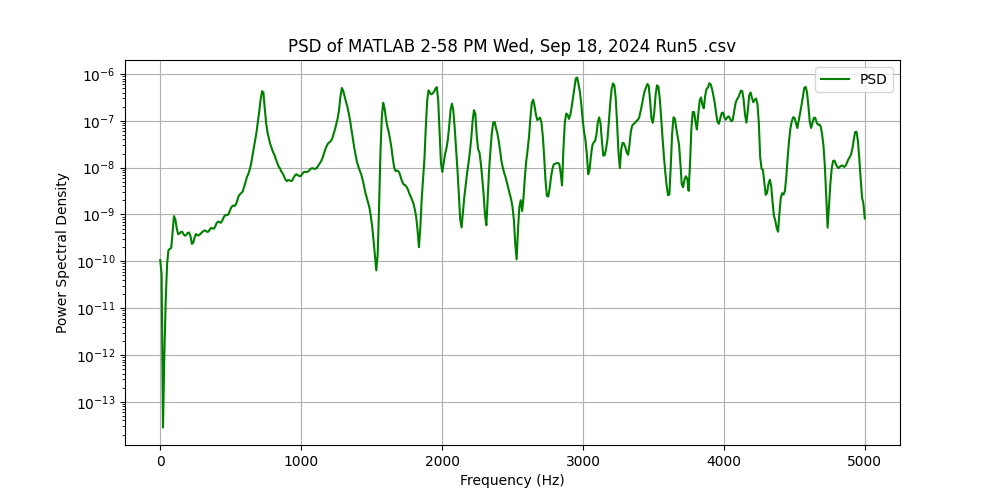 PSD of MATLAB 2-58 PM Wed, Sep 18, 2024 Run5 .csv
PSD
Power Spectral Density
10⁻⁶
10⁻⁷
10⁻⁸
10⁻⁹
10⁻¹⁰
10⁻¹¹
10⁻¹²
10⁻¹³
0 1000 2000 3000 4000 5000
Frequency (Hz)